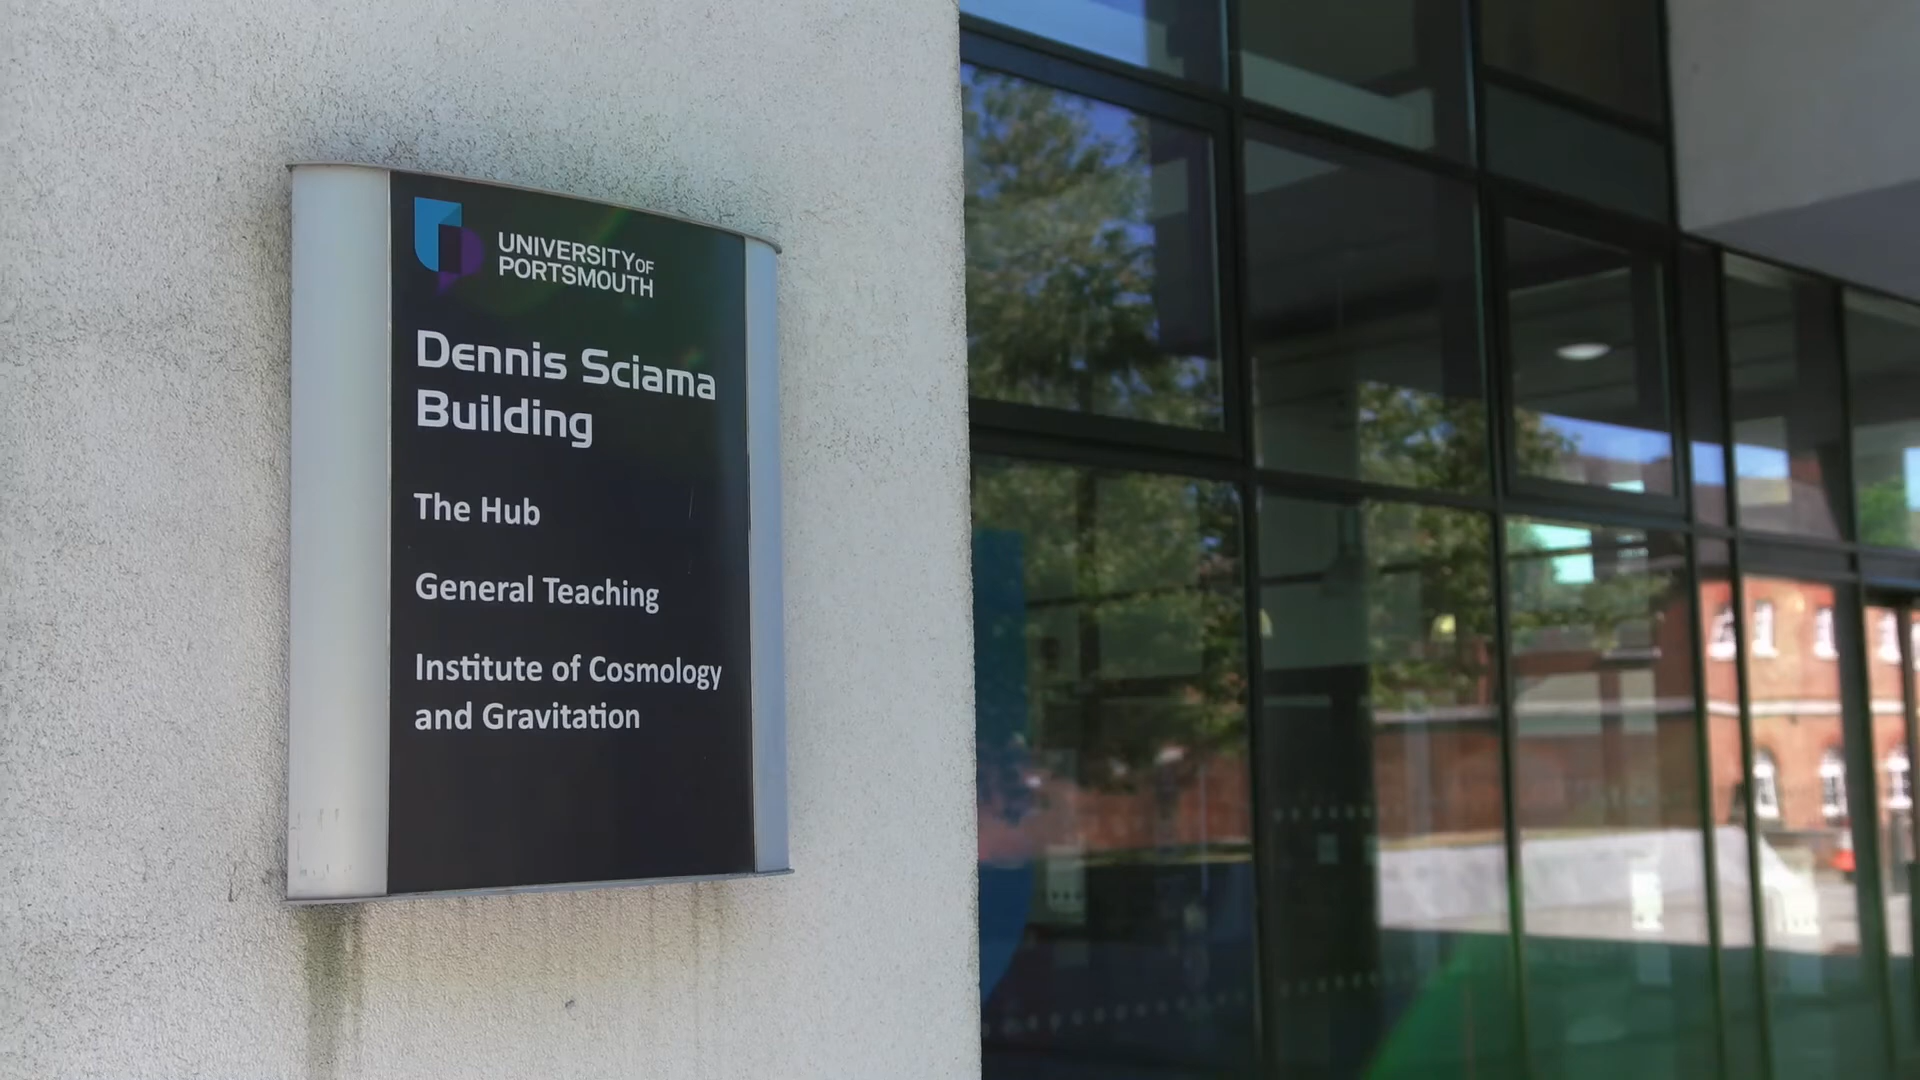 UNIVERSITY OF
PORTSMOUTH
Dennis Sciama
Building
The Hub
General Teaching
Institute of Cosmology
and Gravitation